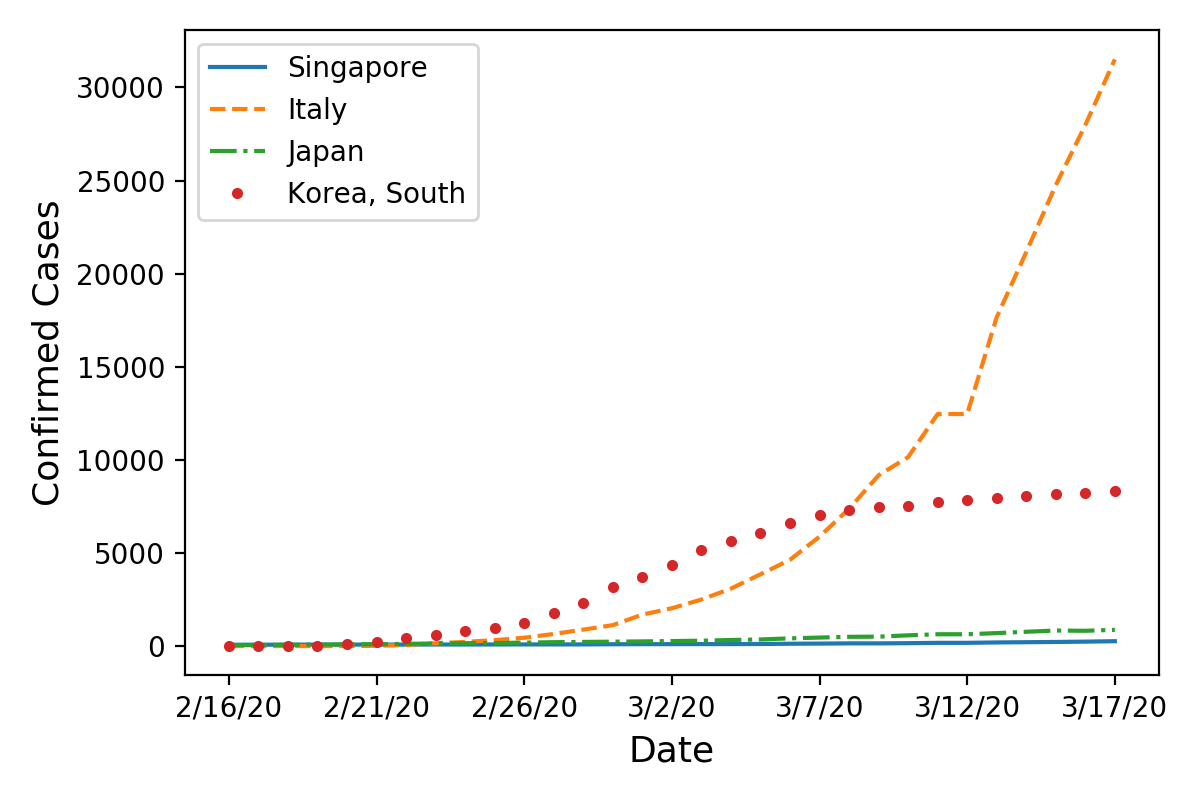 Singapore
Italy
Japan
Korea, South
Confirmed Cases
30000
25000
20000
15000
10000
5000
0
2/16/20 2/21/20 2/26/20 3/2/20 3/7/20 3/12/20 3/17/20
Date